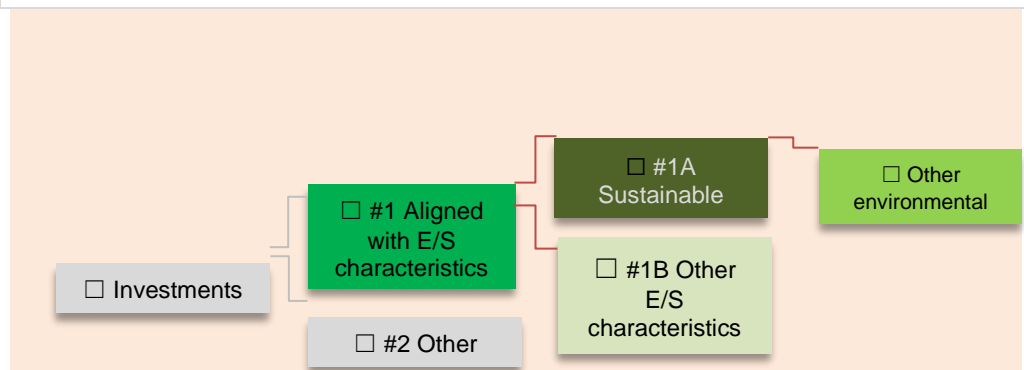 ☐ Investments
☐ #1 Aligned
with E/S
characteristics
☐ #2 Other
☐ #1A
Sustainable
☐ #1B Other
E/S
characteristics
☐ Other
environmental